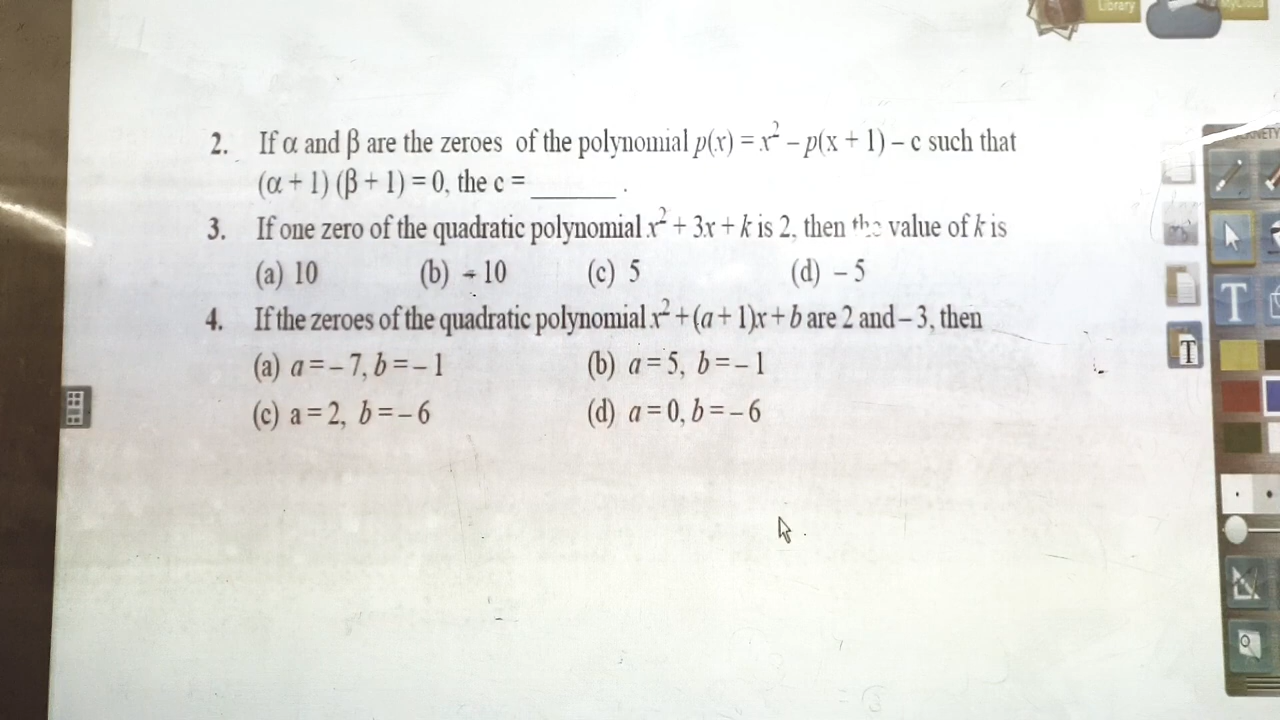 Library
2. If α and β are the zeroes of the polynomial p(x) = x² – p(x + 1) – c such that
(α + 1) (β + 1) = 0, the c = _______ .
3. If one zero of the quadratic polynomial x² + 3x + k is 2, then the value of k is
(a) 10 (b) – 10 (c) 5 (d) – 5
4. If the zeroes of the quadratic polynomial x² + (a + 1)x + b are 2 and – 3, then
(a) a = – 7, b = – 1 (b) a = 5, b = – 1
(c) a = 2, b = – 6 (d) a = 0, b = – 6
T
T